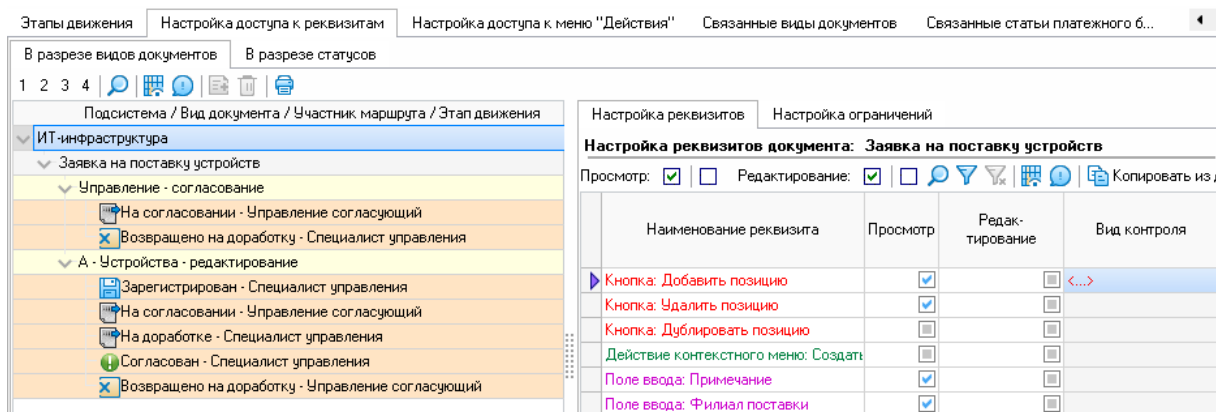 Этапы движения Настройка доступа к реквизитам Настройка доступа к меню "Действия" Связанные виды документов Связанные статьи платежного б...
В разрезе видов документов В разрезе статусов
1 2 3 4
Подсистема / Вид документа / Участник маршрута / Этап движения
ИТ-инфраструктура
Заявка на поставку устройств
Управление - согласование
На согласовании - Управление согласующий
Возвращено на доработку - Специалист управления
А - Устройства - редактирование
Зарегистрирован - Специалист управления
На согласовании - Управление согласующий
На доработке - Специалист управления
Согласован - Специалист управления
Возвращено на доработку - Управление согласующий
Настройка реквизитов Настройка ограничений
Настройка реквизитов документа: Заявка на поставку устройств
Просмотр: Редактирование: Копировать из
Наименование реквизита Просмотр Редак-тирование Вид контроля
Кнопка: Добавить позицию <...>
Кнопка: Удалить позицию
Кнопка: Дублировать позицию
Действие контекстного меню: Создать
Поле ввода: Примечание
Поле ввода: Филиал поставки